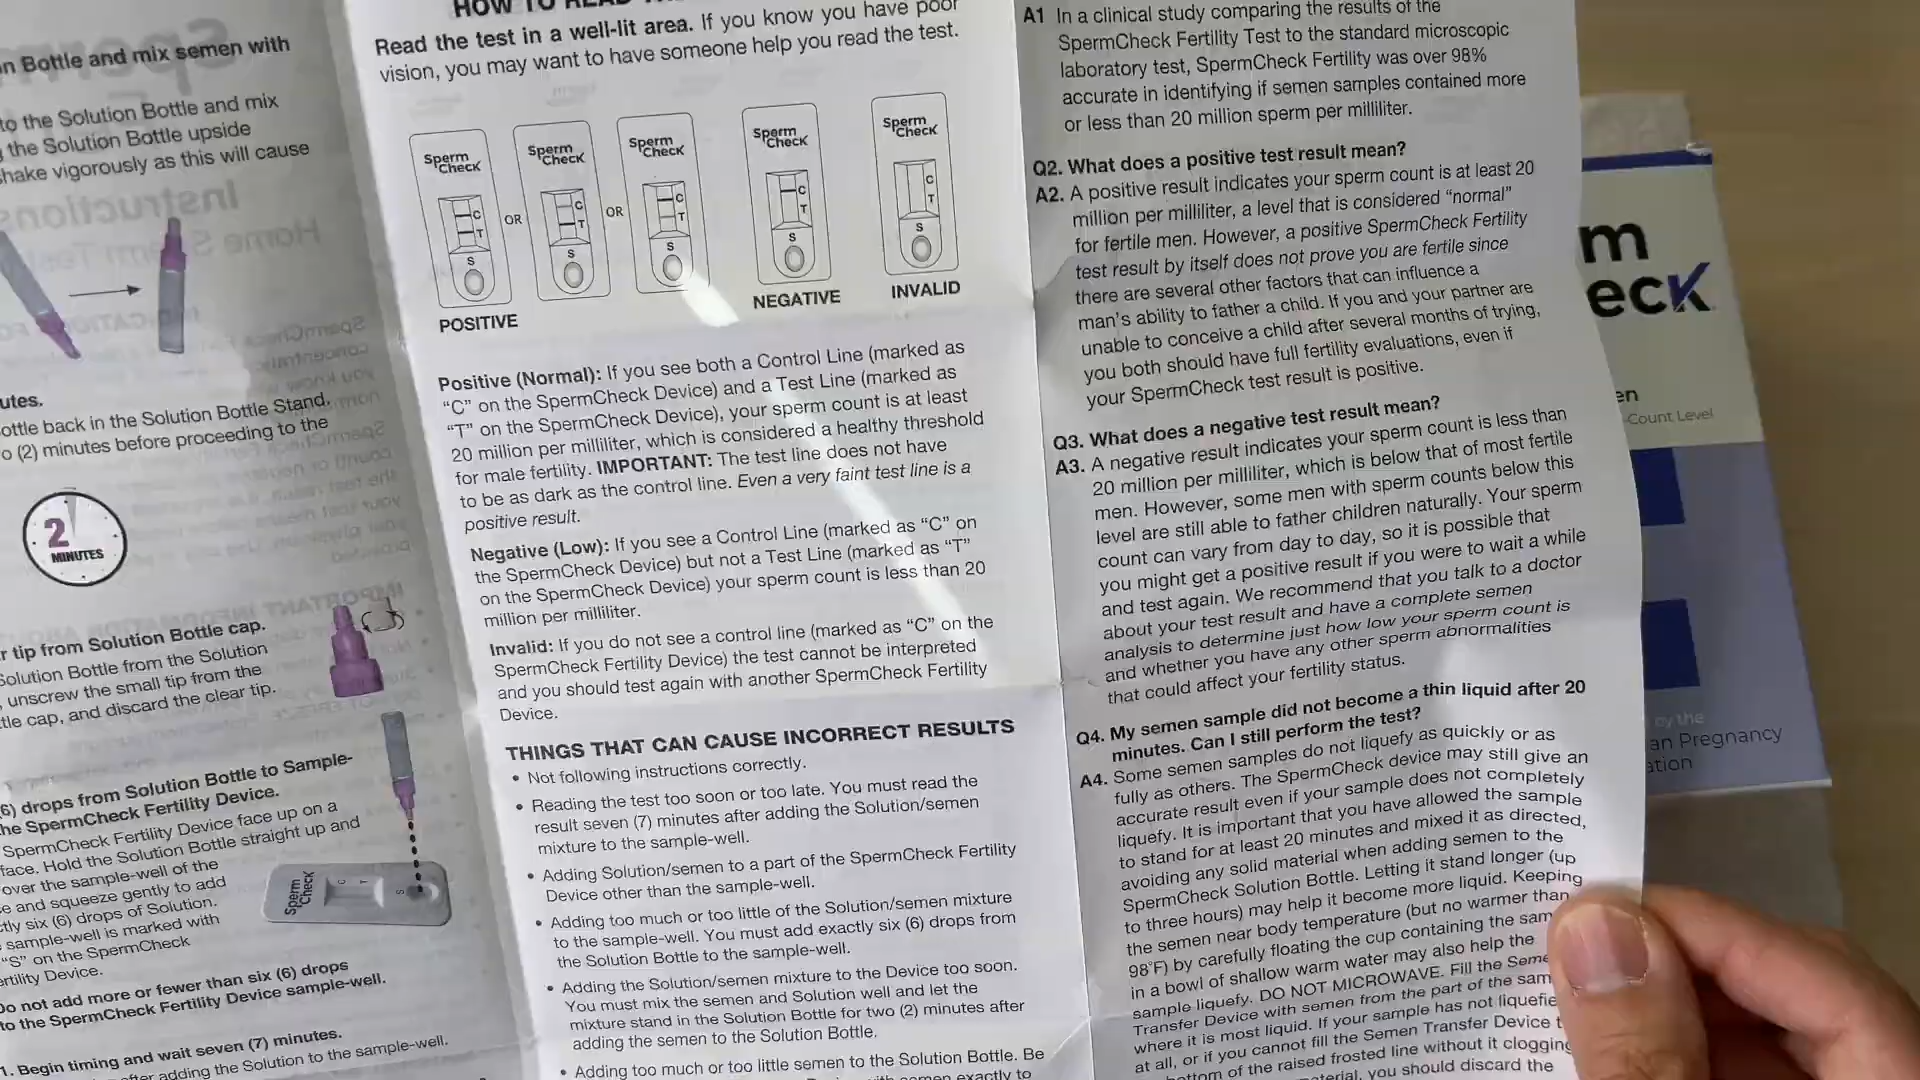 n Bottle and mix semen with
to the Solution Bottle and mix
the Solution Bottle upside
shake vigorously as this will cause
utes.
ottle back in the Solution Bottle Stand,
o (2) minutes before proceeding to the
2
MINUTES
r tip from Solution Bottle cap.
Solution Bottle from the Solution
, unscrew the small tip from the
tle cap, and discard the clear tip.
6) drops from Solution Bottle to Sample-
he SpermCheck Fertility Device.
SpermCheck Fertility Device face up on a
face. Hold the Solution Bottle straight up and
over the sample-well of the
e and squeeze gently to add
ctly six (6) drops of Solution.
sample-well is marked with
"S" on the SpermCheck
ertility Device.
Sperm
Check
C
T
S
Do not add more or fewer than six (6) drops
to the SpermCheck Fertility Device sample-well.
1. Begin timing and wait seven (7) minutes.
after adding the Solution to the sample-well.
HOW TO READ
Read the test in a well-lit area. If you know you have poor
vision, you may want to have someone help you read the test.
Sperm
Check
C
T
S
OR
Sperm
Check
C
T
S
OR
Sperm
Check
C
T
S
POSITIVE
Sperm
Check
C
T
S
NEGATIVE
Sperm
Check
C
T
S
INVALID
Positive (Normal): If you see both a Control Line (marked as
"C" on the SpermCheck Device) and a Test Line (marked as
"T" on the SpermCheck Device), your sperm count is at least
20 million per milliliter, which is considered a healthy threshold
for male fertility. IMPORTANT: The test line does not have
to be as dark as the control line. Even a very faint test line is a
positive result.
Negative (Low): If you see a Control Line (marked as "C" on
the SpermCheck Device) but not a Test Line (marked as "T"
on the SpermCheck Device) your sperm count is less than 20
million per milliliter.
Invalid: If you do not see a control line (marked as "C" on the
SpermCheck Fertility Device) the test cannot be interpreted
and you should test again with another SpermCheck Fertility
Device.
THINGS THAT CAN CAUSE INCORRECT RESULTS
• Not following instructions correctly.
• Reading the test too soon or too late. You must read the
result seven (7) minutes after adding the Solution/semen
mixture to the sample-well.
• Adding Solution/semen to a part of the SpermCheck Fertility
Device other than the sample-well.
• Adding too much or too little of the Solution/semen mixture
to the sample-well. You must add exactly six (6) drops from
the Solution Bottle to the sample-well.
• Adding the Solution/semen mixture to the Device too soon.
You must mix the semen and Solution well and let the
mixture stand in the Solution Bottle for two (2) minutes after
adding the semen to the Solution Bottle.
• Adding too much or too little semen to the Solution Bottle. Be
semen exactly to
A1 In a clinical study comparing the results of the
SpermCheck Fertility Test to the standard microscopic
laboratory test, SpermCheck Fertility was over 98%
accurate in identifying if semen samples contained more
or less than 20 million sperm per milliliter.
Q2. What does a positive test result mean?
A2. A positive result indicates your sperm count is at least 20
million per milliliter, a level that is considered "normal"
for fertile men. However, a positive SpermCheck Fertility
test result by itself does not prove you are fertile since
there are several other factors that can influence a
man's ability to father a child. If you and your partner are
unable to conceive a child after several months of trying,
you both should have full fertility evaluations, even if
your SpermCheck test result is positive.
Q3. What does a negative test result mean?
A3. A negative result indicates your sperm count is less than
20 million per milliliter, which is below that of most fertile
men. However, some men with sperm counts below this
level are still able to father children naturally. Your sperm
count can vary from day to day, so it is possible that
you might get a positive result if you were to wait a while
and test again. We recommend that you talk to a doctor
about your test result and have a complete semen
analysis to determine just how low your sperm count is
and whether you have any other sperm abnormalities
that could affect your fertility status.
Q4. My semen sample did not become a thin liquid after 20
minutes. Can I still perform the test?
A4. Some semen samples do not liquefy as quickly or as
fully as others. The SpermCheck device may still give an
accurate result even if your sample does not completely
liquefy. It is important that you have allowed the sample
to stand for at least 20 minutes and mixed it as directed,
avoiding any solid material when adding semen to the
SpermCheck Solution Bottle. Letting it stand longer (up
to three hours) may help it become more liquid. Keeping
the semen near body temperature (but no warmer than
98°F) by carefully floating the cup containing the sam
in a bowl of shallow warm water may also help the
sample liquefy. DO NOT MICROWAVE. Fill the Seme
Transfer Device with semen from the part of the sam
where it is most liquid. If your sample has not liquefie
at all, or if you cannot fill the Semen Transfer Device t
bottom of the raised frosted line without it clogging
material, you should discard the
m
eck
en
-Count Level
by the
an Pregnancy
ation